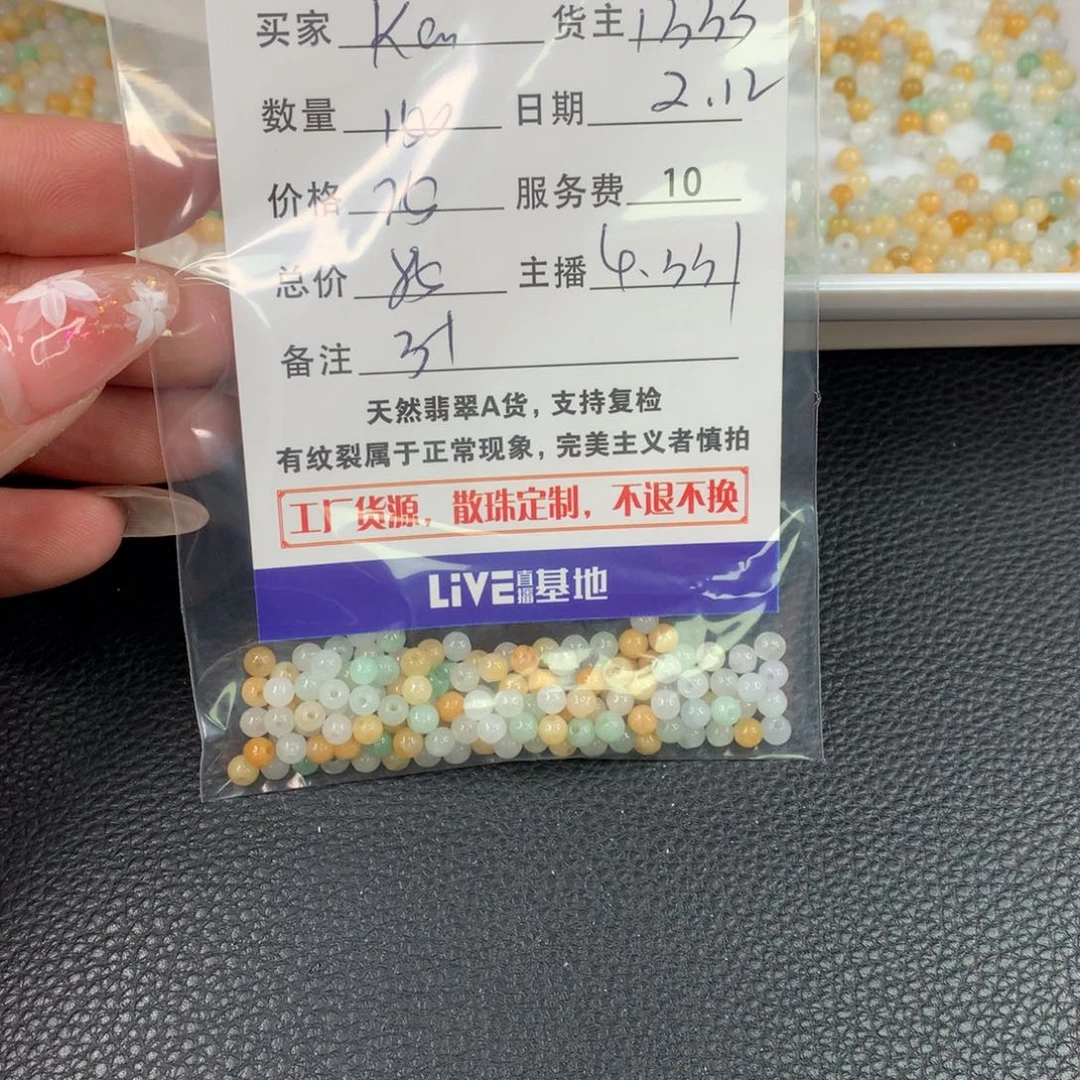 买家 Ken 货主 1333
数量 100 日期 2.12
价格 服务费 10
总价 主播
备注
天然翡翠A货，支持复检
有纹裂属于正常现象，完美主义者慎拍
工厂货源，散珠定制，不退不换
LiVE直播基地